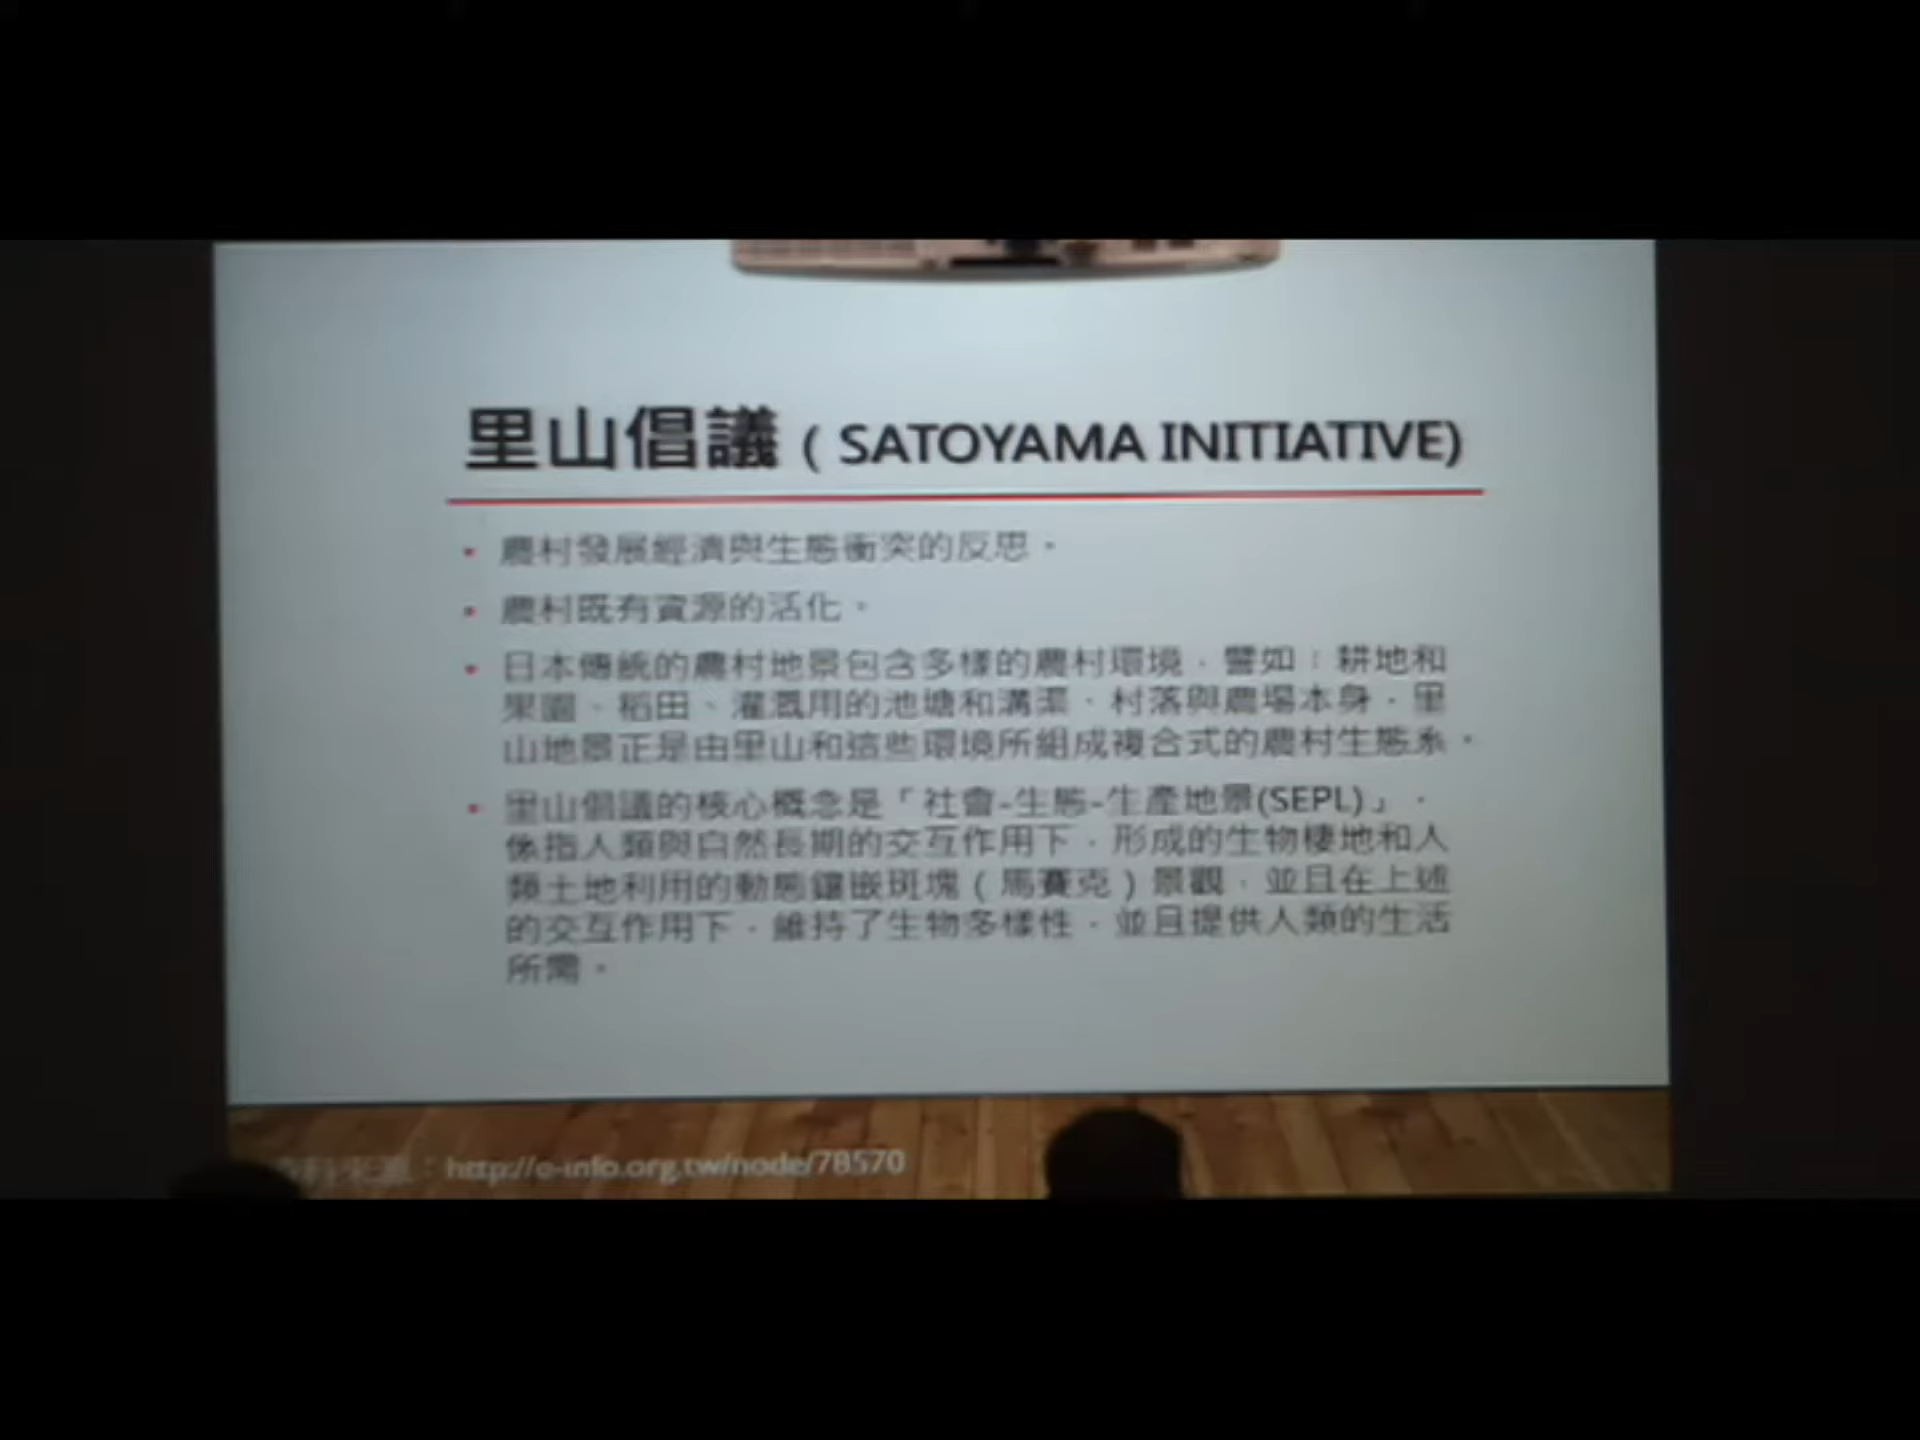 里山倡議 ( SATOYAMA INITIATIVE)
• 農村發展經濟與生態衝突的反思。
• 農村既有資源的活化。
• 日本傳統的農村地景包含多樣的農村環境，譬如：耕地和
果園、稻田、灌溉用的池塘和溝渠、村落與農場本身，里
山地景正是由里山和這些環境所組成複合式的農村生態系。
• 里山倡議的核心概念是「社會-生態-生產地景(SEPL)」，
係指人類與自然長期的交互作用下，形成的生物棲地和人
類土地利用的動態鑲嵌斑塊（馬賽克）景觀，並且在上述
的交互作用下，維持了生物多樣性，並且提供人類的生活
所需。
資料來源：http://e-info.org.tw/node/78570